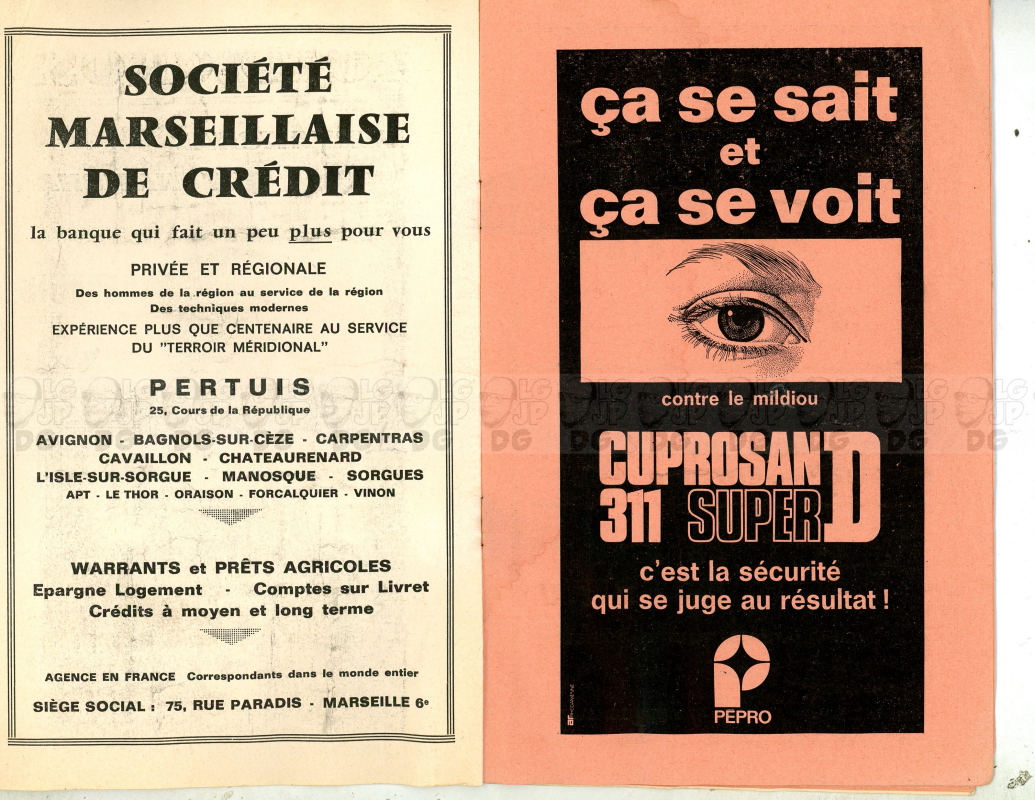 SOCIÉTÉ
MARSEILLAISE
DE CRÉDIT
la banque qui fait un peu plus pour vous
PRIVÉE ET RÉGIONALE
Des hommes de la région au service de la région
Des techniques modernes
EXPÉRIENCE PLUS QUE CENTENAIRE AU SERVICE
DU "TERROIR MÉRIDIONAL"
PERTUIS
25, Cours de la République
AVIGNON - BAGNOLS-SUR-CÈZE - CARPENTRAS
CAVAILLON - CHATEAURENARD
L'ISLE-SUR-SORGUE - MANOSQUE - SORGUES
APT - LE THOR - ORAISON - FORCALQUIER - VINON
WARRANTS et PRÊTS AGRICOLES
Epargne Logement - Comptes sur Livret
Crédits à moyen et long terme
AGENCE EN FRANCE Correspondants dans le monde entier
SIÈGE SOCIAL : 75, RUE PARADIS - MARSEILLE 6e
ça se sait
et
ça se voit
contre le mildiou
CUPROSAN D
311 SUPER
c'est la sécurité
qui se juge au résultat !
PEPRO